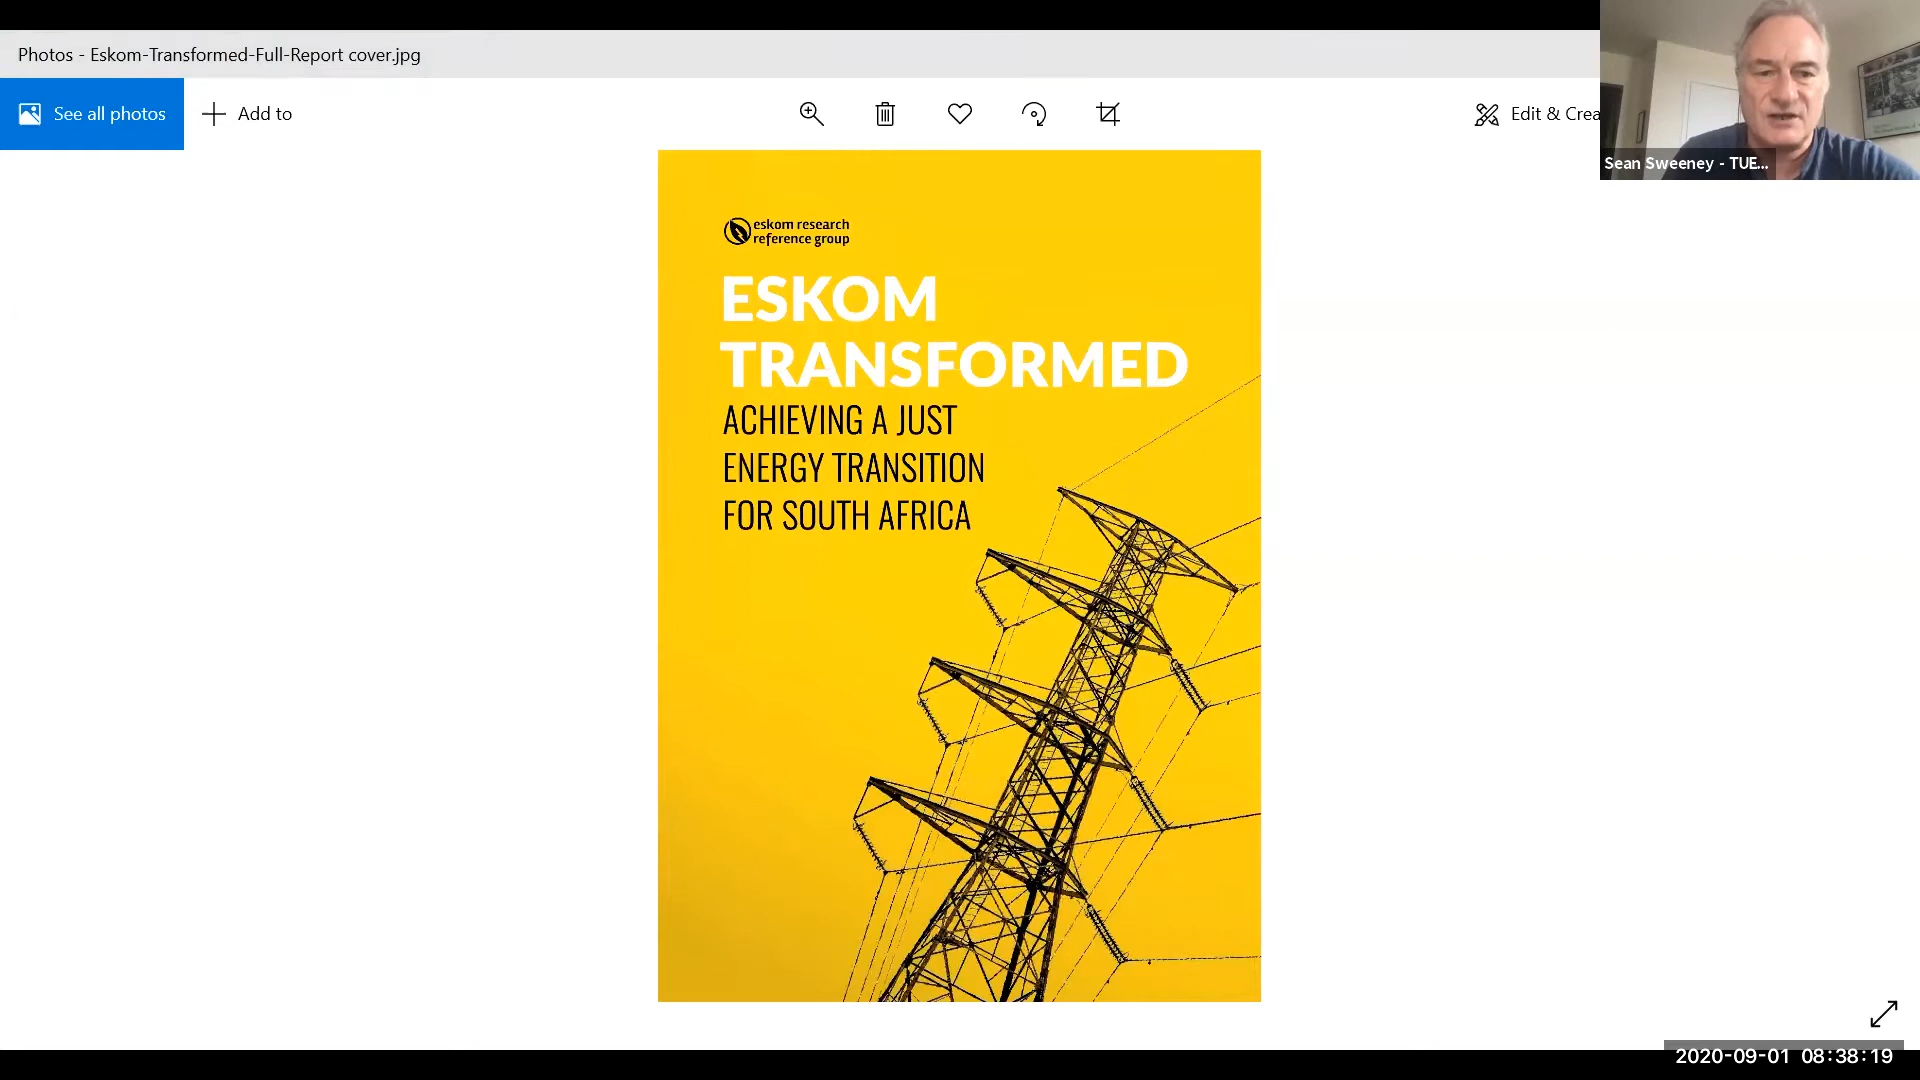 Photos - Eskom-Transformed-Full-Report cover.jpg
See all photos
Add to
Edit & Crea
Sean Sweeney - TUE...
eskom research
reference group
ESKOM
TRANSFORMED
ACHIEVING A JUST
ENERGY TRANSITION
FOR SOUTH AFRICA
2020-09-01 08:38:19